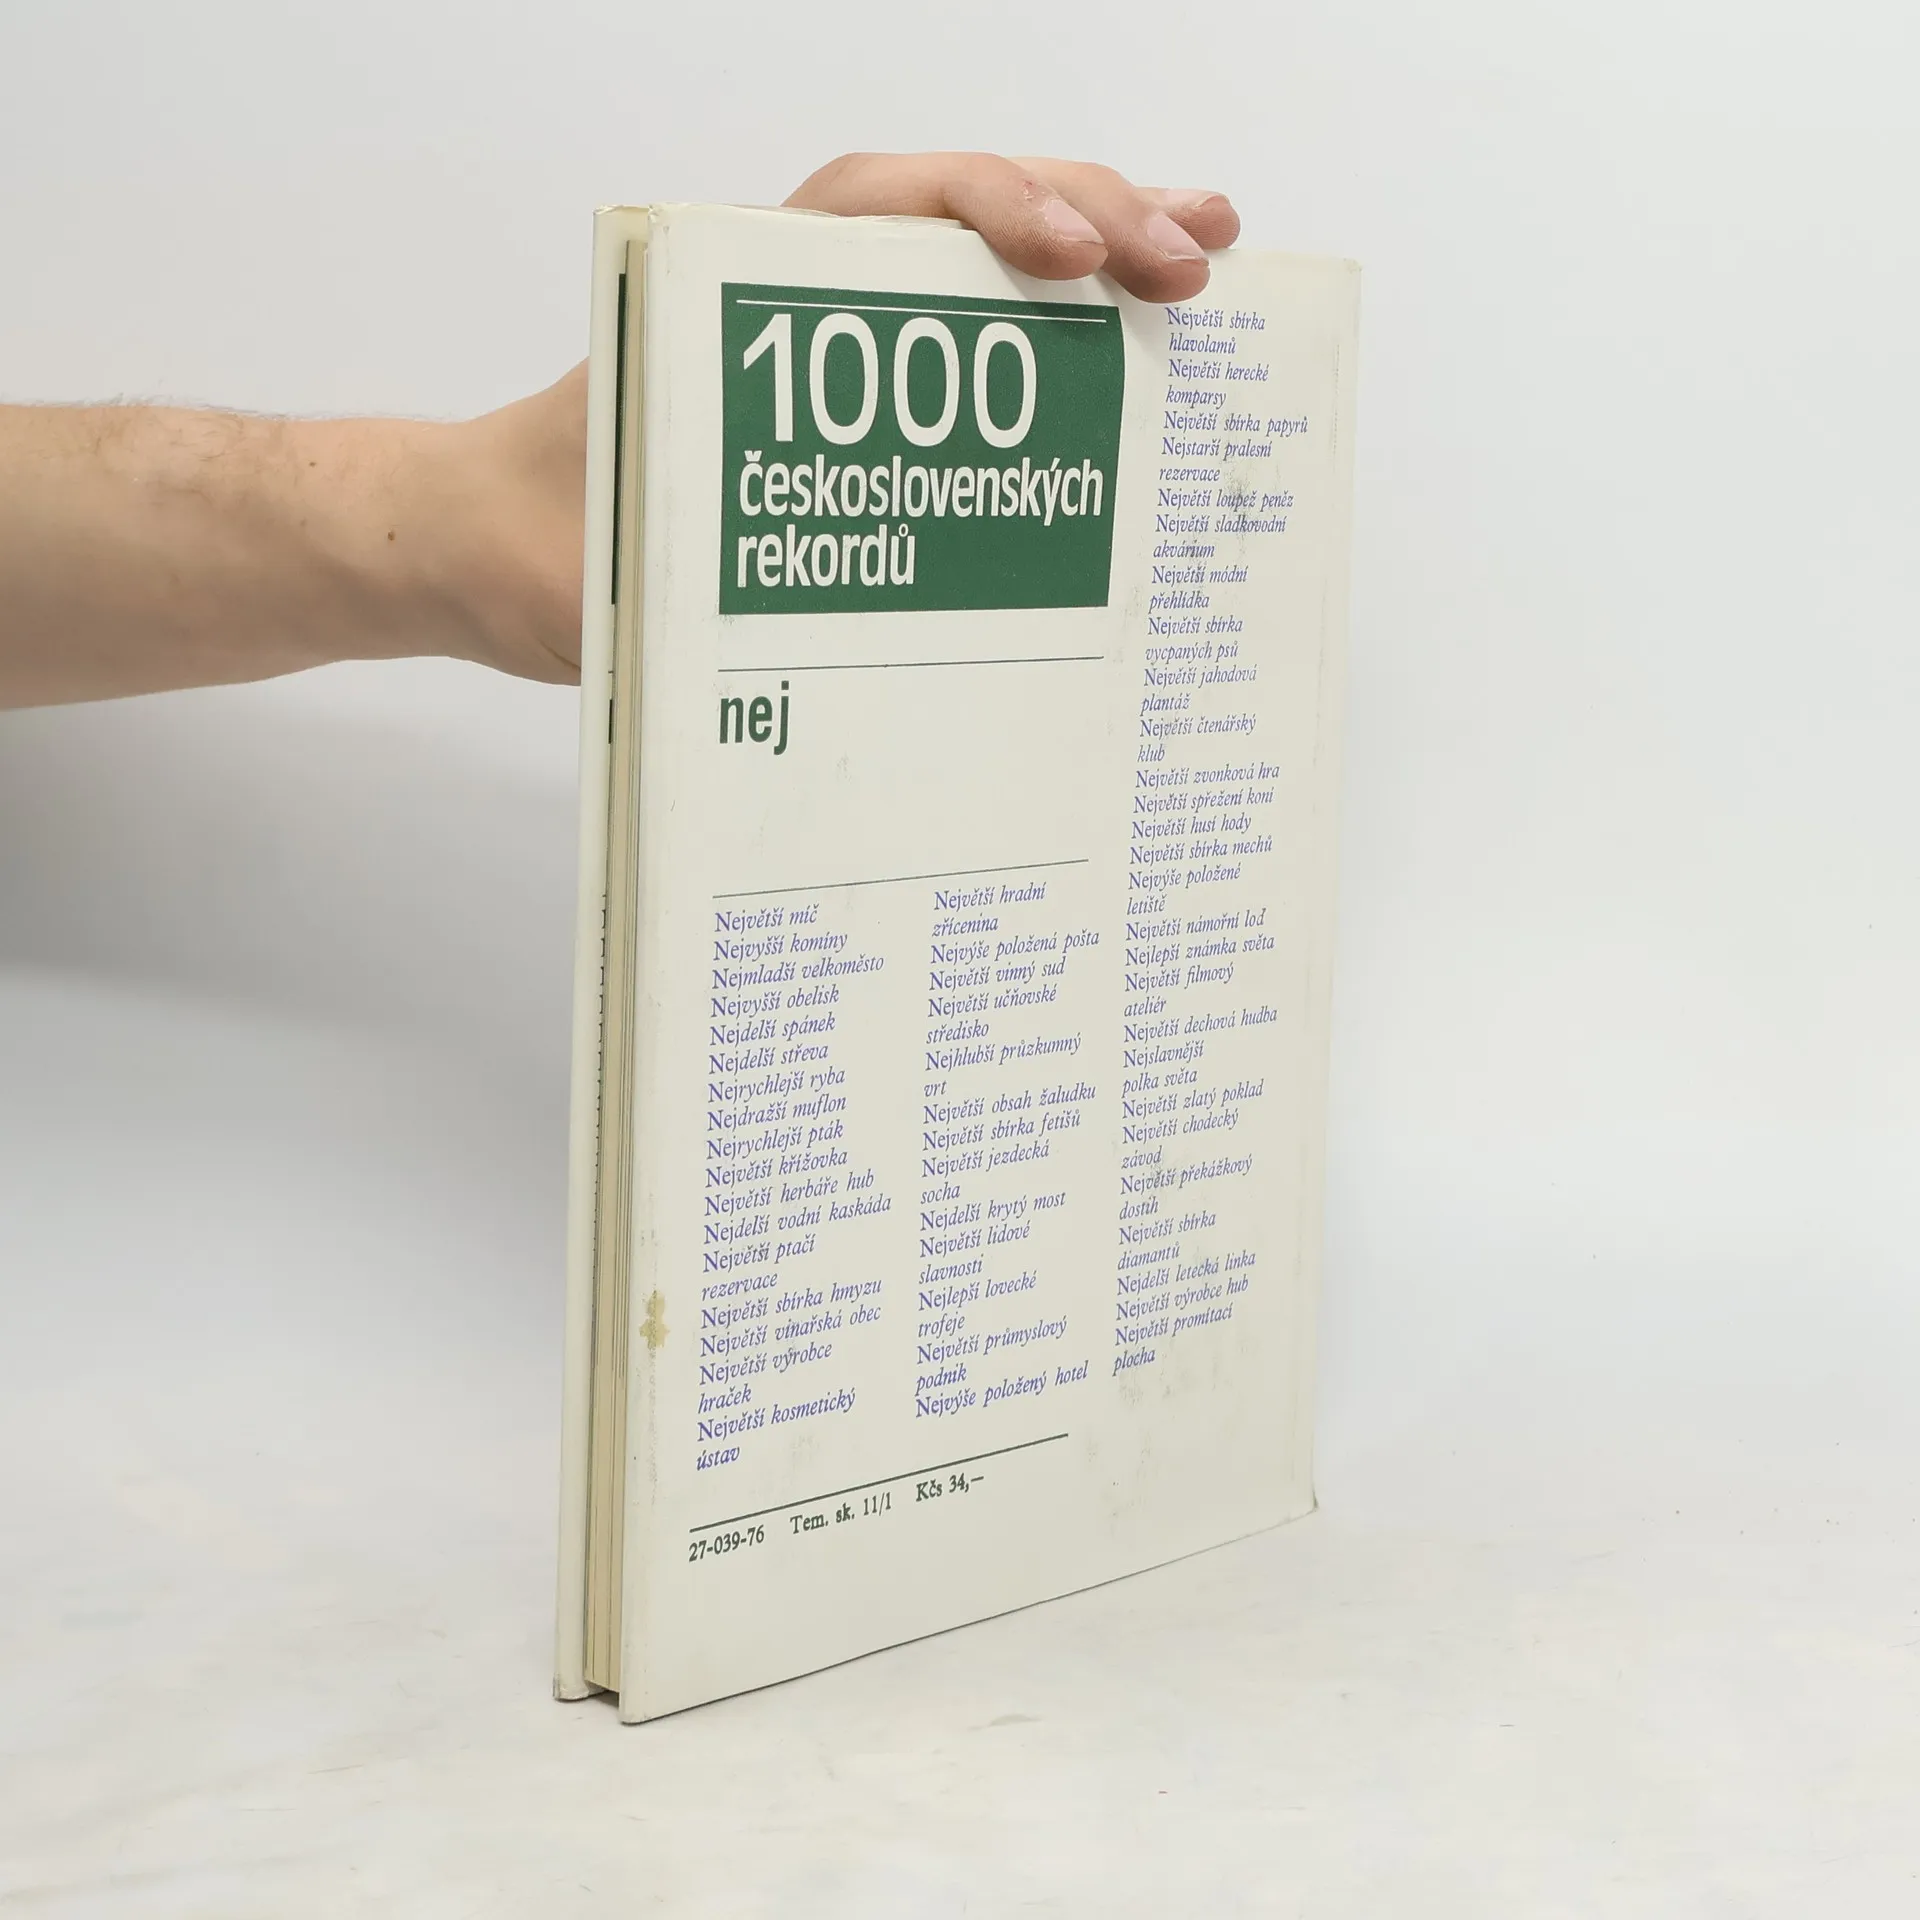 1000
československých
rekordů
nej
Největší míč
Nejvyšší komíny
Nejmladší velkoměsto
Nejvyšší obelisk
Nejdelší spánek
Nejdelší střeva
Nejrychlejší ryba
Nejdražší muflon
Nejrychlejší pták
Největší křížovka
Největší herbáře hub
Nejdelší vodní kaskáda
Největší ptačí
rezervace
Největší sbírka hmyzu
Největší vinařská obec
Největší výrobce
hraček
Největší kosmetický
ústav
Největší hradní
zřícenina
Nejvýše položená pošta
Největší vinný sud
Největší učňovské
středisko
Nejhlubší průzkumný
vrt
Největší obsah žaludku
Největší sbírka fetišů
Největší jezdecká
socha
Nejdelší krytý most
Největší lidové
slavnosti
Nejlepší lovecké
trofeje
Největší průmyslový
podnik
Nejvýše položený hotel
Největší sbírka
hlavolamů
Největší herecké
komparsy
Největší sbírka papyrů
Nejstarší pralesní
rezervace
Největší loupež peněz
Největší sladkovodní
akvárium
Největší módní
přehlídka
Největší sbírka
vycpaných psů
Největší jahodová
plantáž
Největší čtenářský
klub
Největší zvonková hra
Největší spřežení koní
Největší husí hody
Největší sbírka mechů
Nejvýše položené
letiště
Největší námořní loď
Nejlepší známka světa
Největší filmový
ateliér
Největší dechová hudba
Nejslavnější
polka světa
Největší zlatý poklad
Největší chodecký
závod
Největší překážkový
dostih
Největší sbírka
diamantů
Nejdelší letecká linka
Největší výrobce hub
Největší promítací
plocha
27-039-76 Tem. sk. 11/1 Kčs 34,—